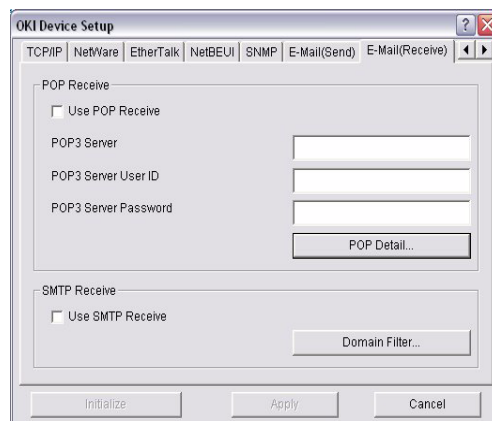 OKI Device Setup
TCP/IP NetWare EtherTalk NetBEUI SNMP E-Mail(Send) E-Mail(Receive)
POP Receive
Use POP Receive
POP3 Server
POP3 Server User ID
POP3 Server Password
POP Detail...
SMTP Receive
Use SMTP Receive
Domain Filter...
Initialize Apply Cancel